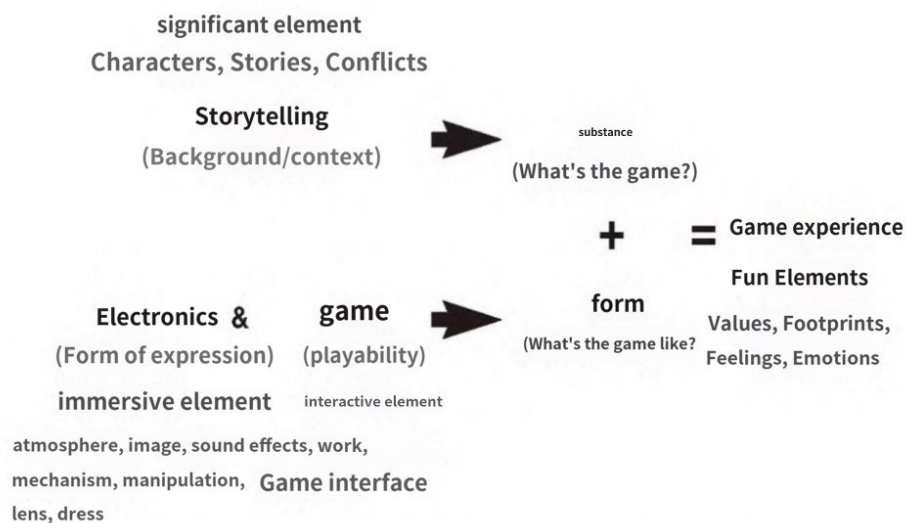 significant element
Characters, Stories, Conflicts
Storytelling
(Background/context)
substance
(What's the game?)
+
= Game experience
Fun Elements
Values, Footprints,
Feelings, Emotions
Electronics & game
(Form of expression) (playability)
form
(What's the game like?
immersive element interactive element
atmosphere, image, sound effects, work,
mechanism, manipulation, Game interface
lens, dress